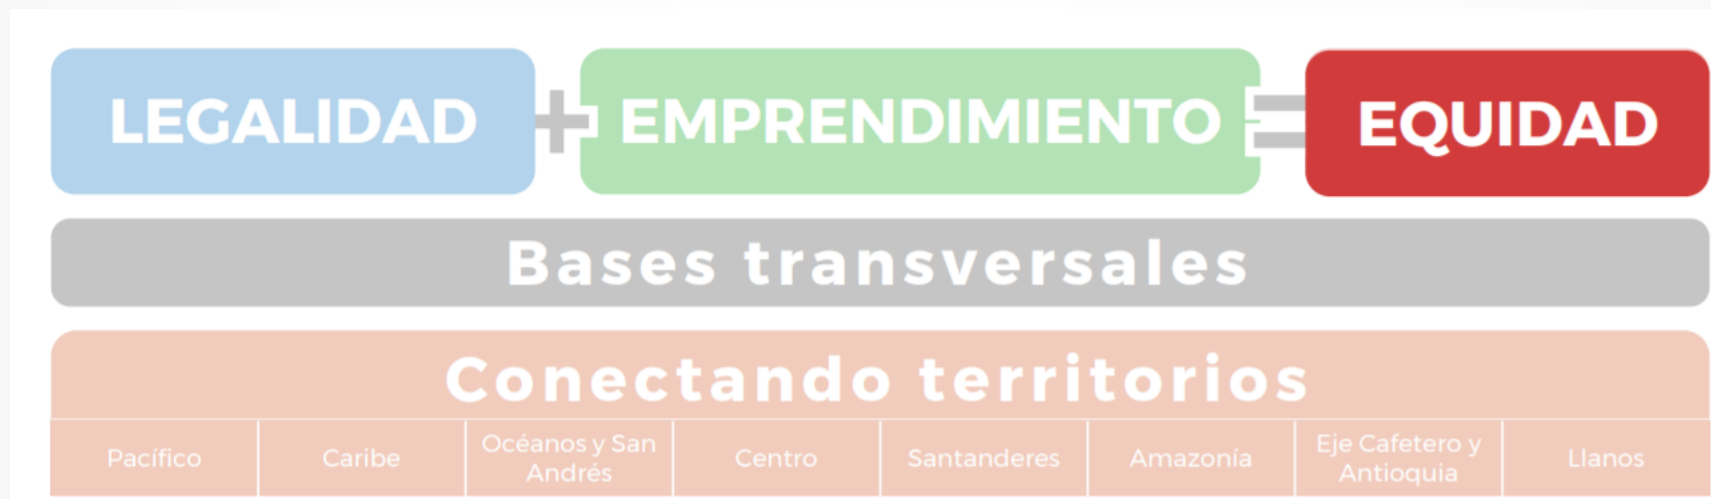 LEGALIDAD + EMPRENDIMIENTO = EQUIDAD
Bases transversales
Conectando territorios
Pacífico
Caribe
Océanos y San
Andrés
Centro
Santanderes
Amazonía
Eje Cafetero y
Antioquia
Llanos